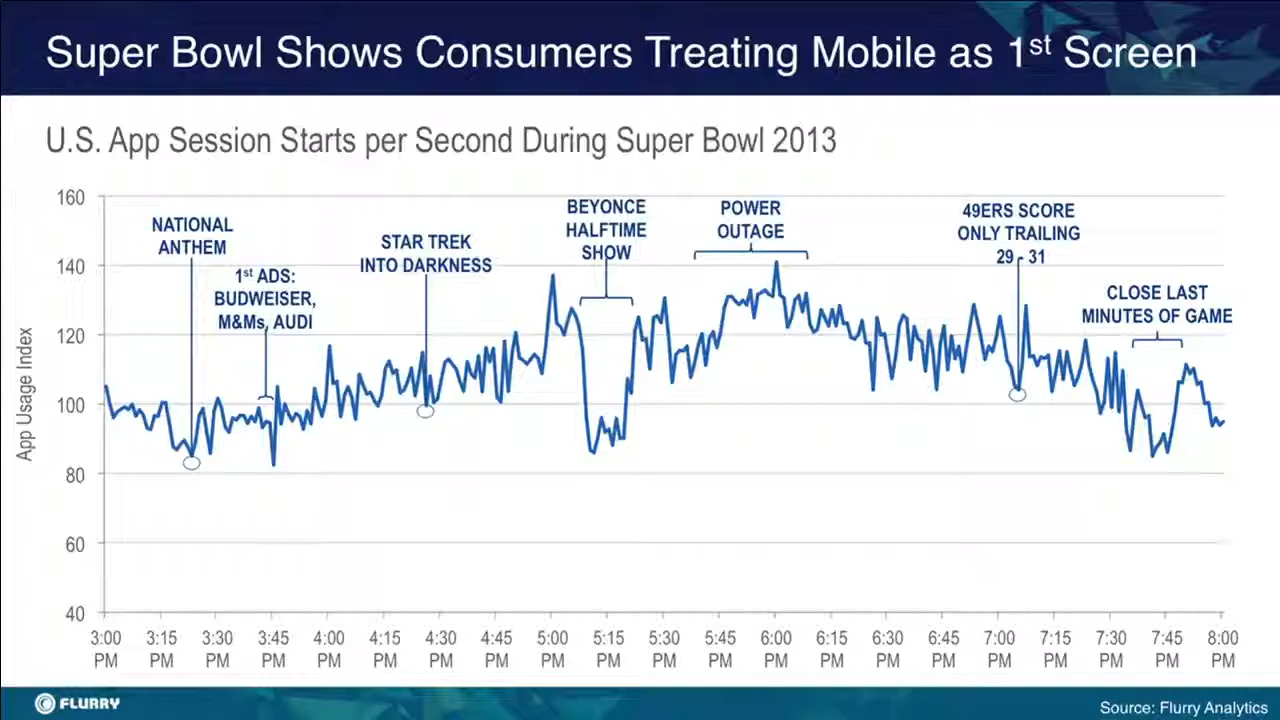 Super Bowl Shows Consumers Treating Mobile as 1st Screen
U.S. App Session Starts per Second During Super Bowl 2013
App Usage Index
160
140
120
100
80
60
40
NATIONAL
ANTHEM
1st ADS:
BUDWEISER,
M&Ms, AUDI
STAR TREK
INTO DARKNESS
BEYONCE
HALFTIME
SHOW
POWER
OUTAGE
49ERS SCORE
ONLY TRAILING
29 - 31
CLOSE LAST
MINUTES OF GAME
3:00 PM
3:15 PM
3:30 PM
3:45 PM
4:00 PM
4:15 PM
4:30 PM
4:45 PM
5:00 PM
5:15 PM
5:30 PM
5:45 PM
6:00 PM
6:15 PM
6:30 PM
6:45 PM
7:00 PM
7:15 PM
7:30 PM
7:45 PM
8:00 PM
FLURRY
Source: Flurry Analytics